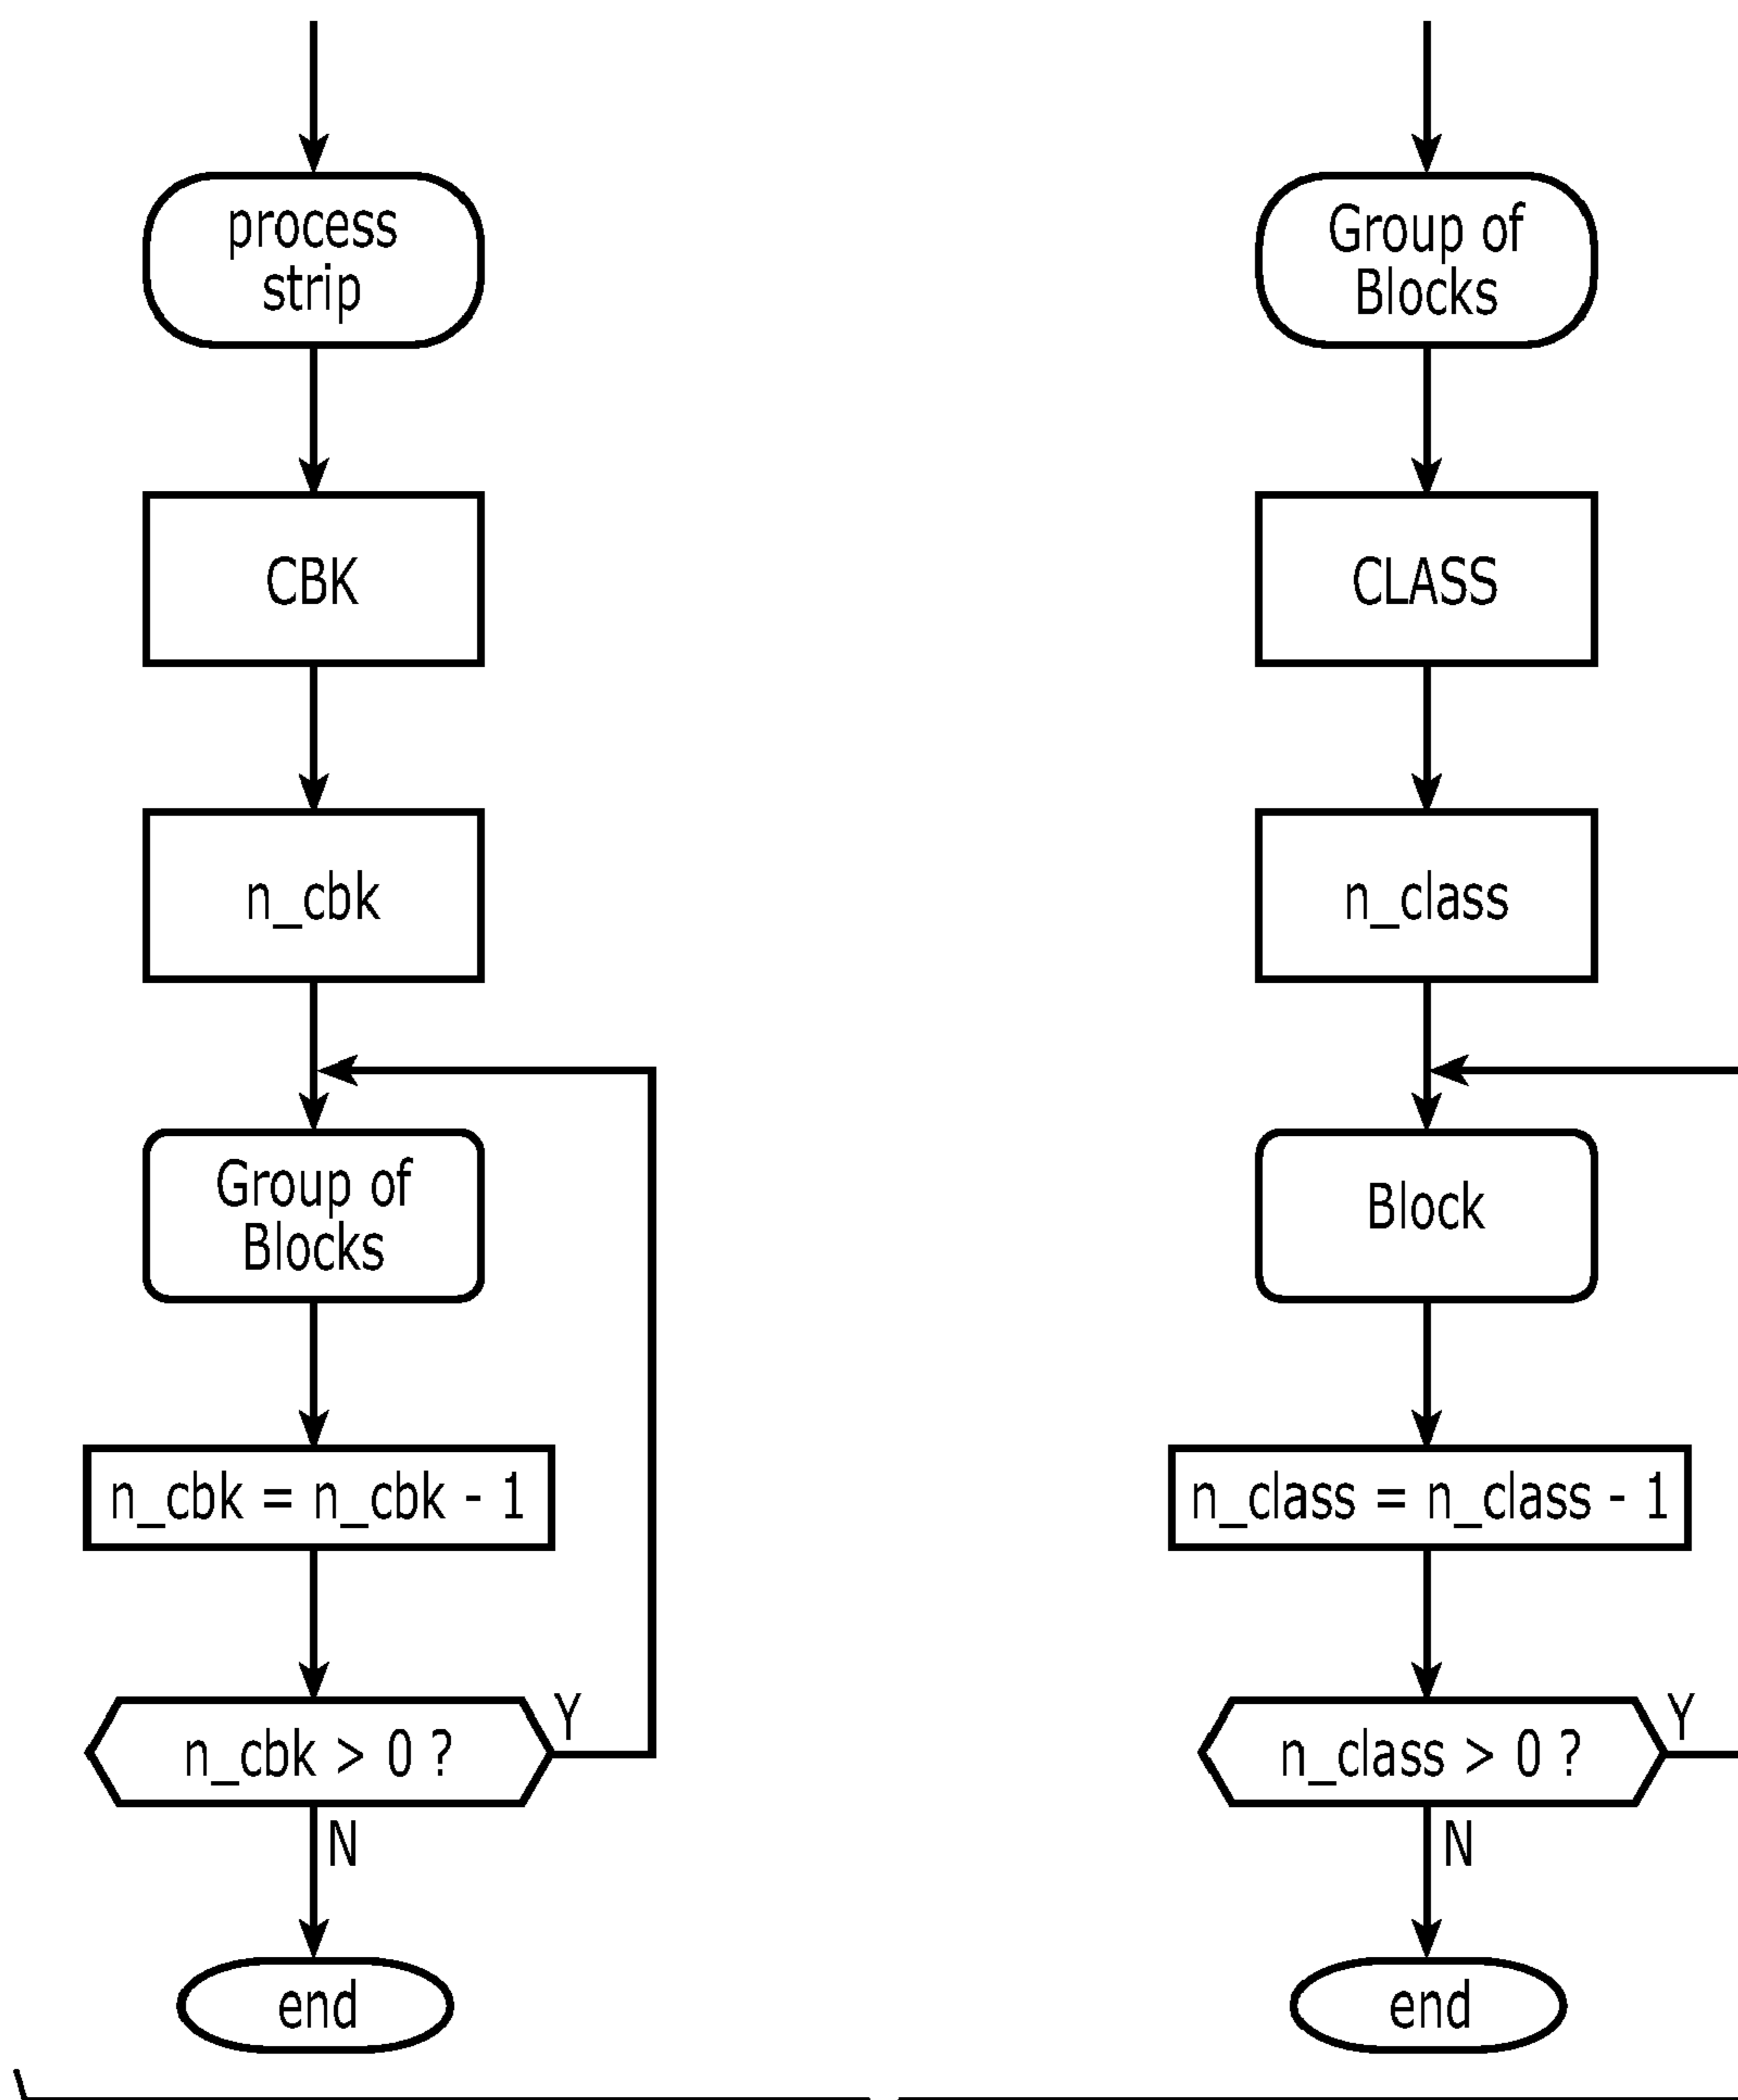 process
strip
CBK
n_cbk
Group of
Blocks
n_cbk = n_cbk - 1
n_cbk > 0 ?
Y
N
end
Group of
Blocks
CLASS
n_class
Block
n_class = n_class - 1
n_class > 0 ?
Y
N
end